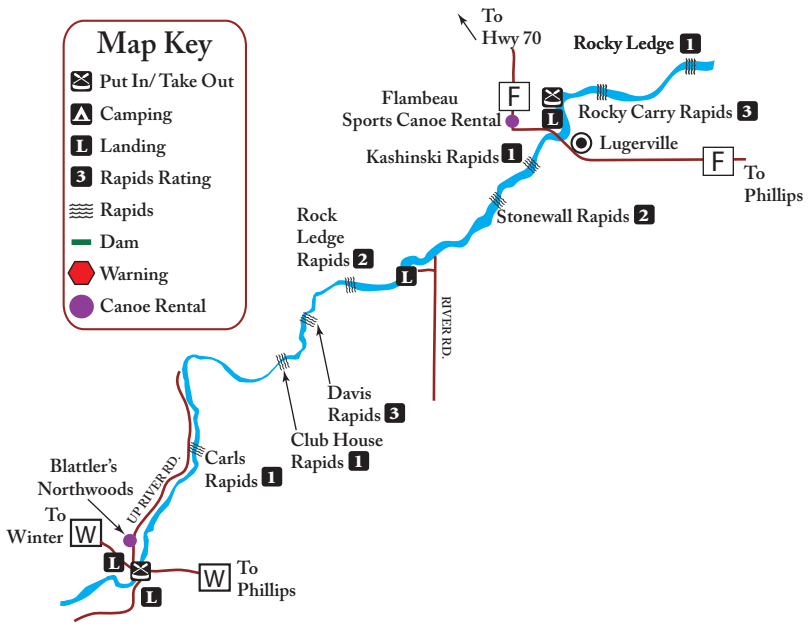 Map Key
Put In/ Take Out
Camping
L Landing
3 Rapids Rating
Rapids
Dam
Warning
Canoe Rental
To
Hwy 70
Rocky Ledge 1
F
Flambeau
Sports Canoe Rental
L
Rocky Carry Rapids 3
Lugerville
Kashinski Rapids 1
F
To
Phillips
Stonewall Rapids 2
Rock
Ledge
Rapids 2
L
RIVER RD.
Davis
Rapids 3
Club House
Rapids 1
Carls
Rapids 1
UP RIVER RD.
Blattler's
Northwoods
To
Winter
W
L
W
To
Phillips
L